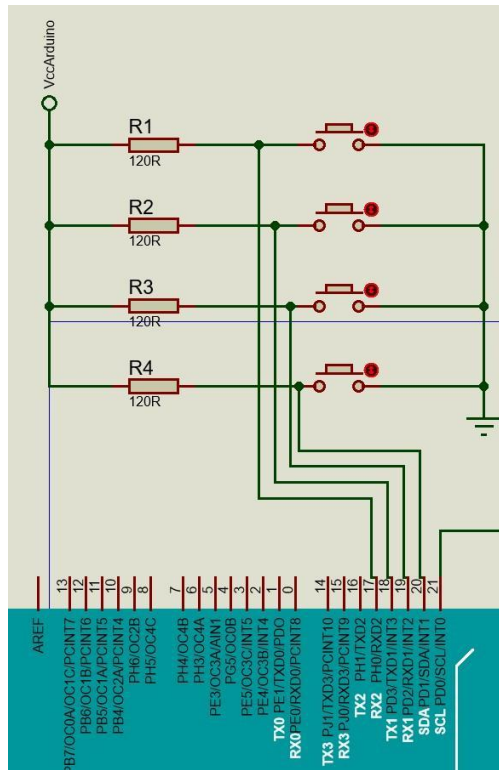 VccArduino
R1
120R
R2
120R
R3
120R
R4
120R
AREF
13
PB7/OC0A/OC1C/PCINT7
12
PB6/OC1B/PCINT6
11
PB5/OC1A/PCINT5
10
PB4/OC2A/PCINT4
9
PH6/OC2B
8
PH5/OC4C
7
PH4/OC4B
6
PH3/OC4A
5
PE3/OC3A/AIN1
4
PG5/OC0B
3
PE5/OC3C/INT5
2
PE4/OC3B/INT4
1
TX0 PE1/TXD0/PDO
0
RX0 PE0/RXD0/PCINT8
14
TX3 PJ1/TXD3/PCINT10
15
RX3 PJ0/RXD3/PCINT9
16
TX2 PH1/TXD2
17
RX2 PH0/RXD2
18
TX1 PD3/TXD1/INT3
19
RX1 PD2/RXD1/INT2
20
SDA PD1/SDA/INT1
21
SCL PD0/SCL/INT0